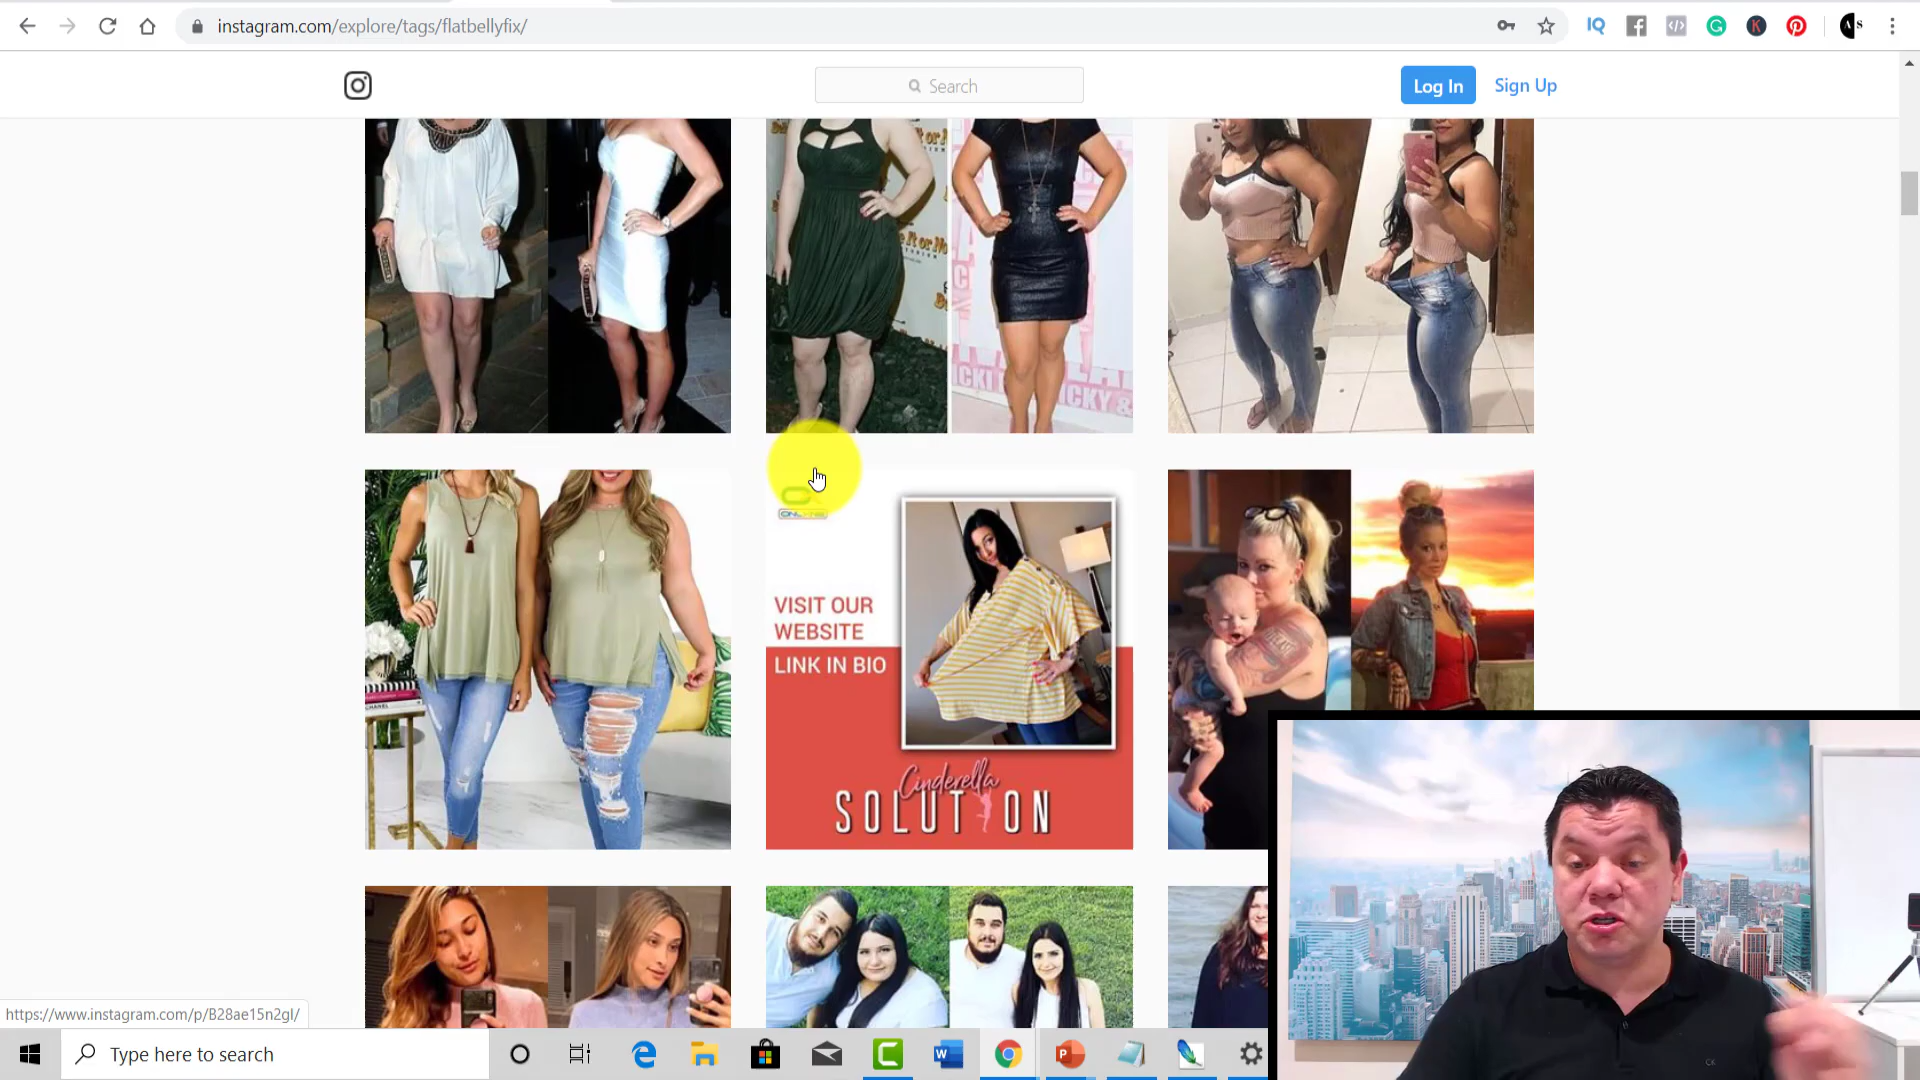 instagram.com/explore/tags/flatbellyfix/
Search
Log In
Sign Up
VISIT OUR
WEBSITE
LINK IN BIO
Cinderella
SOLUTION
https://www.instagram.com/p/B28ae15n2gl/
Type here to search